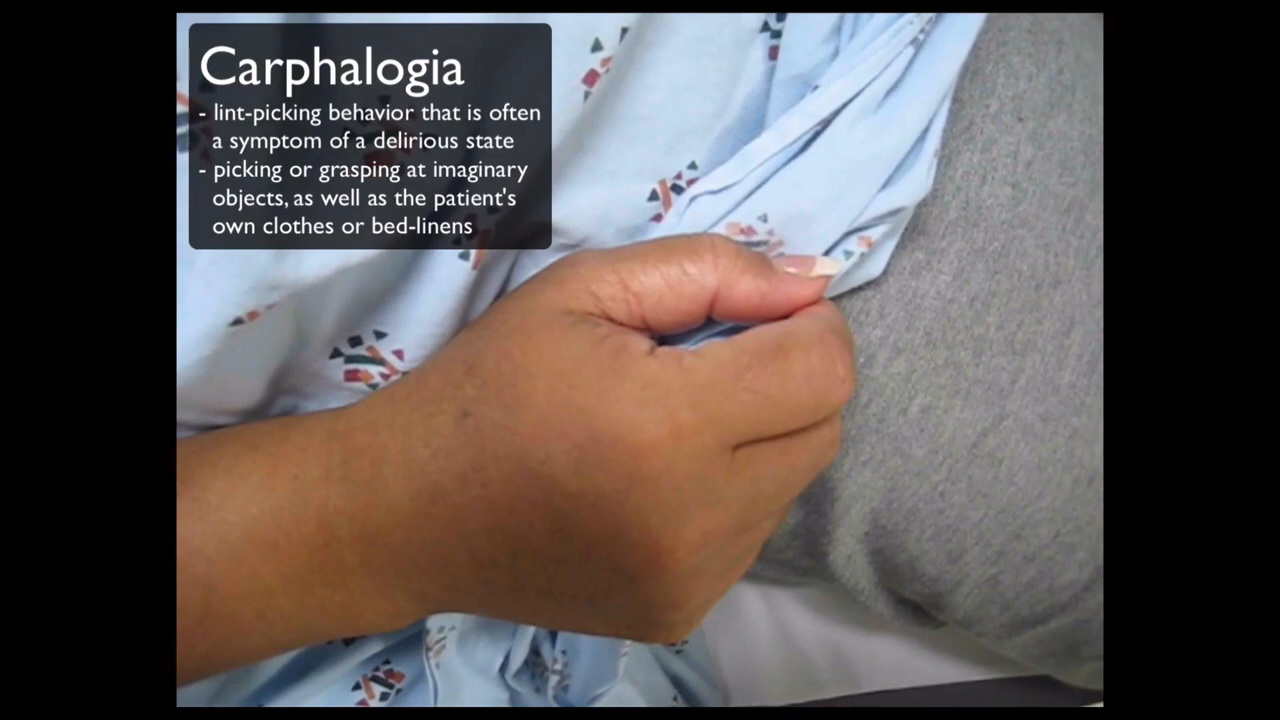 Carphalogia
- lint-picking behavior that is often
a symptom of a delirious state
- picking or grasping at imaginary
objects, as well as the patient's
own clothes or bed-linens